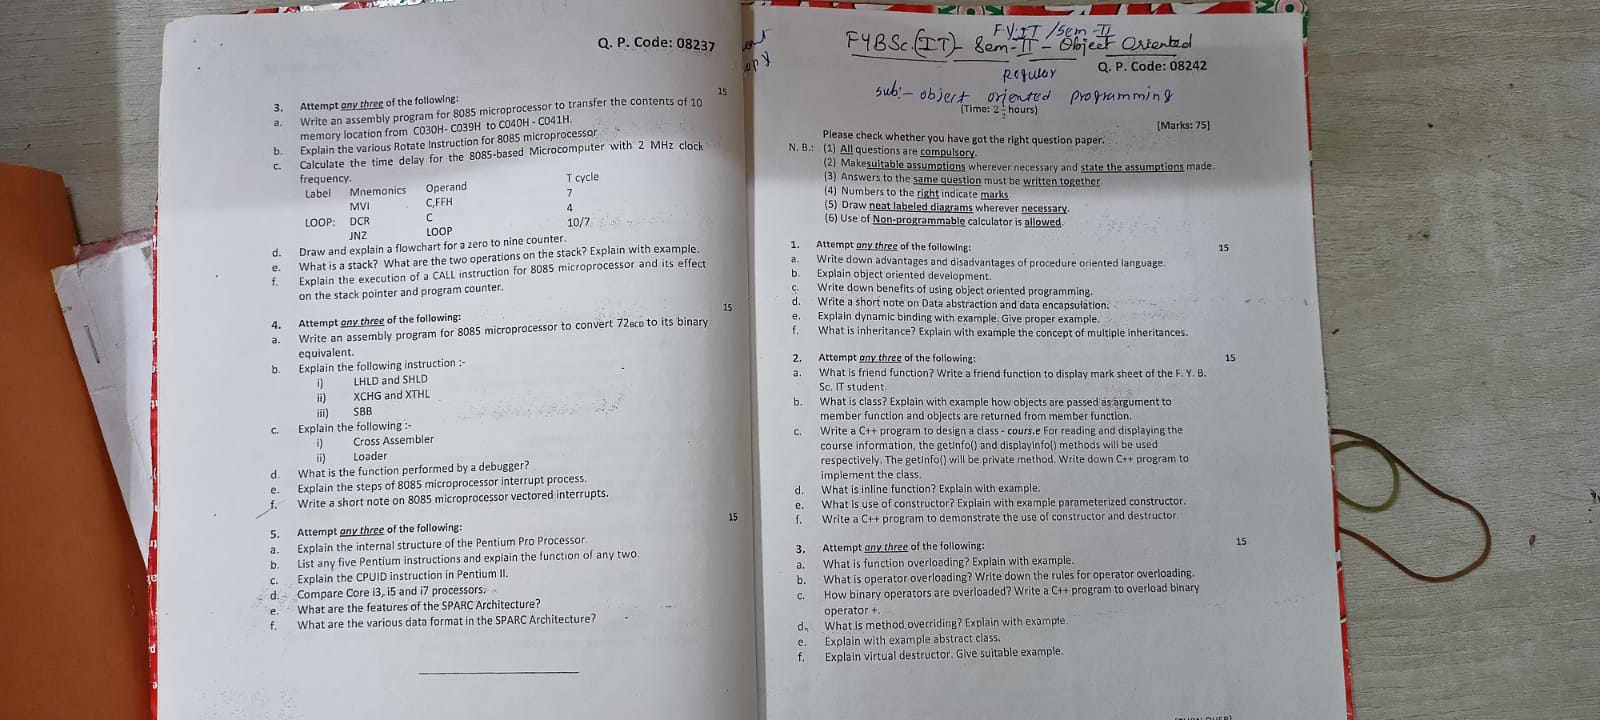 Q. P. Code: 08237
3. Attempt any three of the following: 15
a. Write an assembly program for 8085 microprocessor to transfer the contents of 10
memory location from C030H- C039H to C040H - C041H.
b. Explain the various Rotate Instruction for 8085 microprocessor
c. Calculate the time delay for the 8085-based Microcomputer with 2 MHz clock
frequency.
Label Mnemonics Operand T cycle
MVI C,FFH 7
LOOP: DCR C 4
JNZ LOOP 10/7
d. Draw and explain a flowchart for a zero to nine counter.
e. What is a stack? What are the two operations on the stack? Explain with example.
f. Explain the execution of a CALL instruction for 8085 microprocessor and its effect
on the stack pointer and program counter.
4. Attempt any three of the following: 15
a. Write an assembly program for 8085 microprocessor to convert 72BCD to its binary
equivalent.
b. Explain the following instruction :-
i) LHLD and SHLD
ii) XCHG and XTHL
iii) SBB
c. Explain the following :-
i) Cross Assembler
ii) Loader
d. What is the function performed by a debugger?
e. Explain the steps of 8085 microprocessor interrupt process.
f. Write a short note on 8085 microprocessor vectored interrupts.
5. Attempt any three of the following: 15
a. Explain the internal structure of the Pentium Pro Processor.
b. List any five Pentium instructions and explain the function of any two.
c. Explain the CPUID instruction in Pentium II.
d. Compare Core i3, i5 and i7 processors.
e. What are the features of the SPARC Architecture?
f. What are the various data format in the SPARC Architecture?
F.Y.IT /Sem-II
FYBSc.(IT)- Sem-II - Object Oriented
Q. P. Code: 08242
Regular
Sub:- object oriented programming
(Time: 2 1/2 hours)
[Marks: 75]
Please check whether you have got the right question paper.
N. B.: (1) All questions are compulsory.
(2) Makesuitable assumptions wherever necessary and state the assumptions made.
(3) Answers to the same question must be written together.
(4) Numbers to the right indicate marks.
(5) Draw neat labeled diagrams wherever necessary.
(6) Use of Non-programmable calculator is allowed.
1. Attempt any three of the following: 15
a. Write down advantages and disadvantages of procedure oriented language.
b. Explain object oriented development.
c. Write down benefits of using object oriented programming.
d. Write a short note on Data abstraction and data encapsulation.
e. Explain dynamic binding with example. Give proper example.
f. What is inheritance? Explain with example the concept of multiple inheritances.
2. Attempt any three of the following: 15
a. What is friend function? Write a friend function to display mark sheet of the F. Y. B.
Sc. IT student.
b. What is class? Explain with example how objects are passed as argument to
member function and objects are returned from member function.
c. Write a C++ program to design a class - cours.e For reading and displaying the
course information, the getInfo() and displayInfo() methods will be used
respectively. The getInfo() will be private method. Write down C++ program to
implement the class.
d. What is inline function? Explain with example.
e. What is use of constructor? Explain with example parameterized constructor.
f. Write a C++ program to demonstrate the use of constructor and destructor
3. Attempt any three of the following: 15
a. What is function overloading? Explain with example.
b. What is operator overloading? Write down the rules for operator overloading.
c. How binary operators are overloaded? Write a C++ program to overload binary
operator +.
d. What is method overriding? Explain with example.
e. Explain with example abstract class.
f. Explain virtual destructor. Give suitable example.